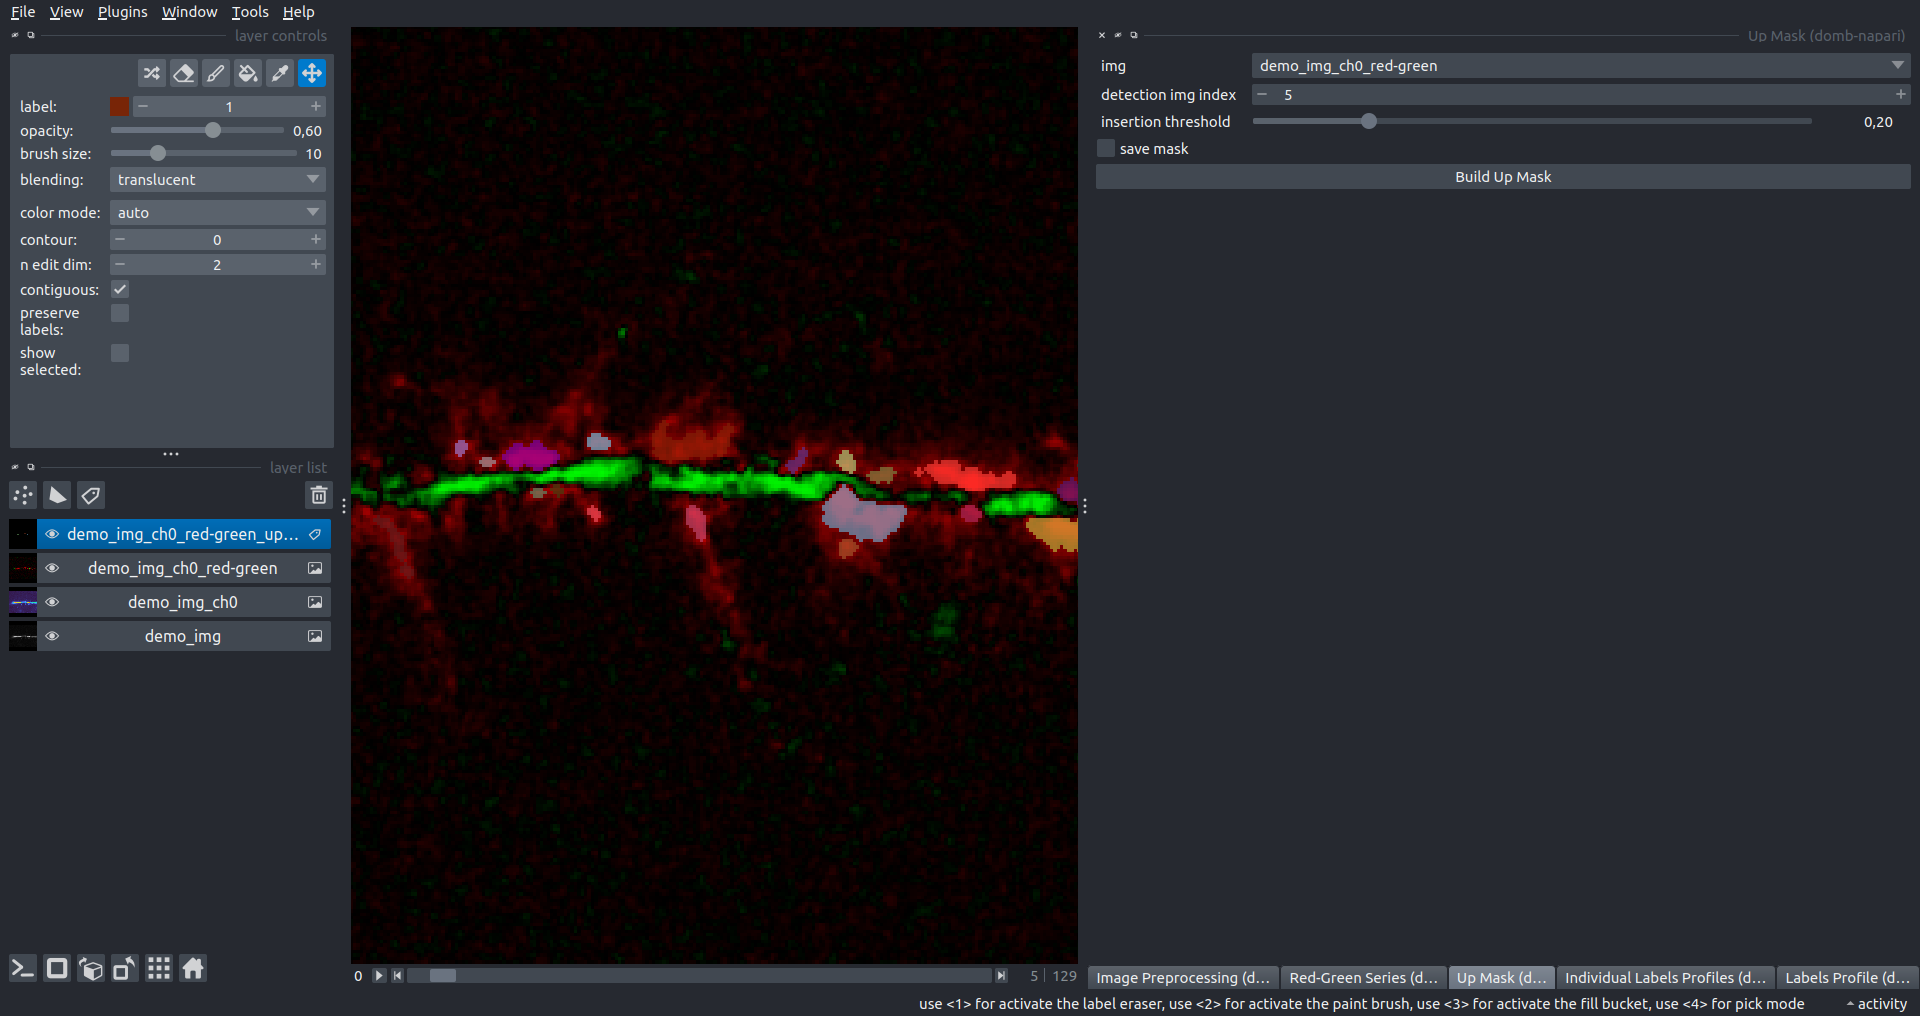 File View Plugins Window Tools Help
layer controls
label: 1
opacity: 0,60
brush size: 10
blending: translucent
color mode: auto
contour: 0
n edit dim: 2
contiguous:
preserve
labels:
show
selected:
layer list
demo_img_ch0_red-green_up...
demo_img_ch0_red-green
demo_img_ch0
demo_img
0 5 129
Up Mask (domb-napari)
img demo_img_ch0_red-green
detection img index 5
insertion threshold 0,20
save mask
Build Up Mask
Image Preprocessing (d... Red-Green Series (d... Up Mask (d... Individual Labels Profiles (d... Labels Profile (d...
use <1> for activate the label eraser, use <2> for activate the paint brush, use <3> for activate the fill bucket, use <4> for pick mode activity